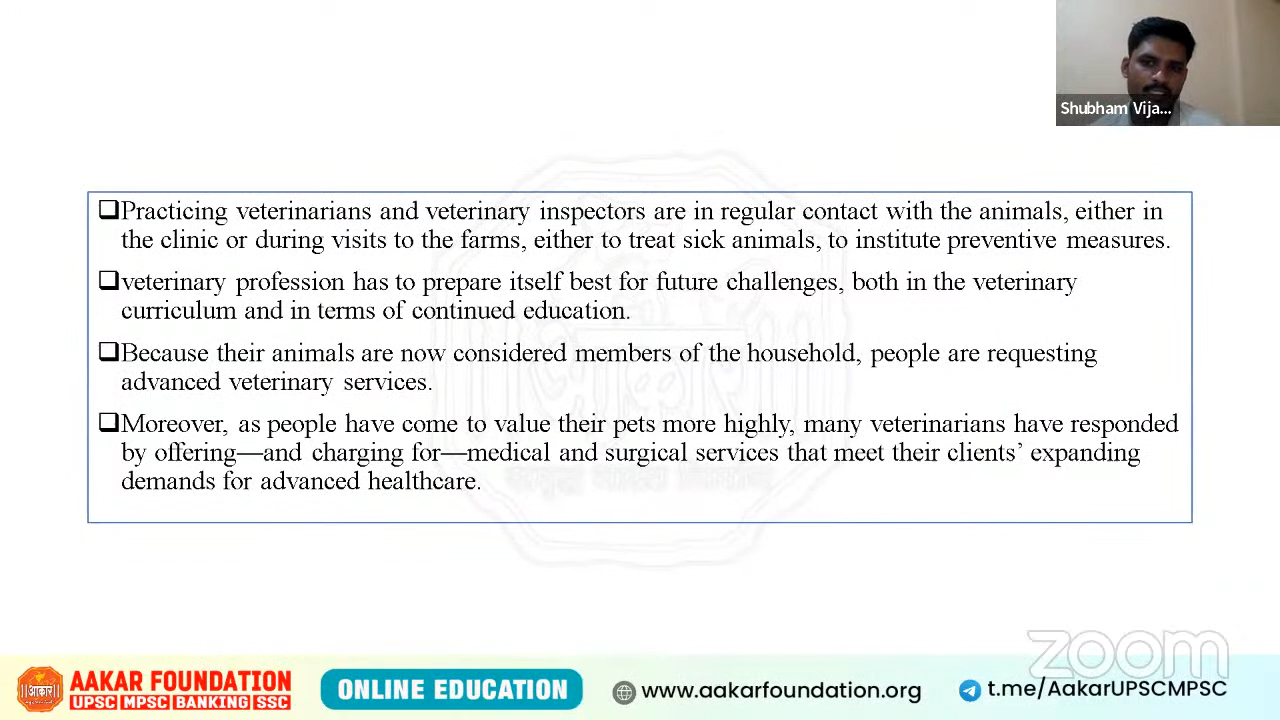 Shubham Vija...
❑Practicing veterinarians and veterinary inspectors are in regular contact with the animals, either in
the clinic or during visits to the farms, either to treat sick animals, to institute preventive measures.
❑veterinary profession has to prepare itself best for future challenges, both in the veterinary
curriculum and in terms of continued education.
❑Because their animals are now considered members of the household, people are requesting
advanced veterinary services.
❑Moreover, as people have come to value their pets more highly, many veterinarians have responded
by offering—and charging for—medical and surgical services that meet their clients’ expanding
demands for advanced healthcare.
zoom
आकार
AAKAR FOUNDATION
UPSC MPSC BANKING SSC
ONLINE EDUCATION
www.aakarfoundation.org
t.me/AakarUPSCMPSC